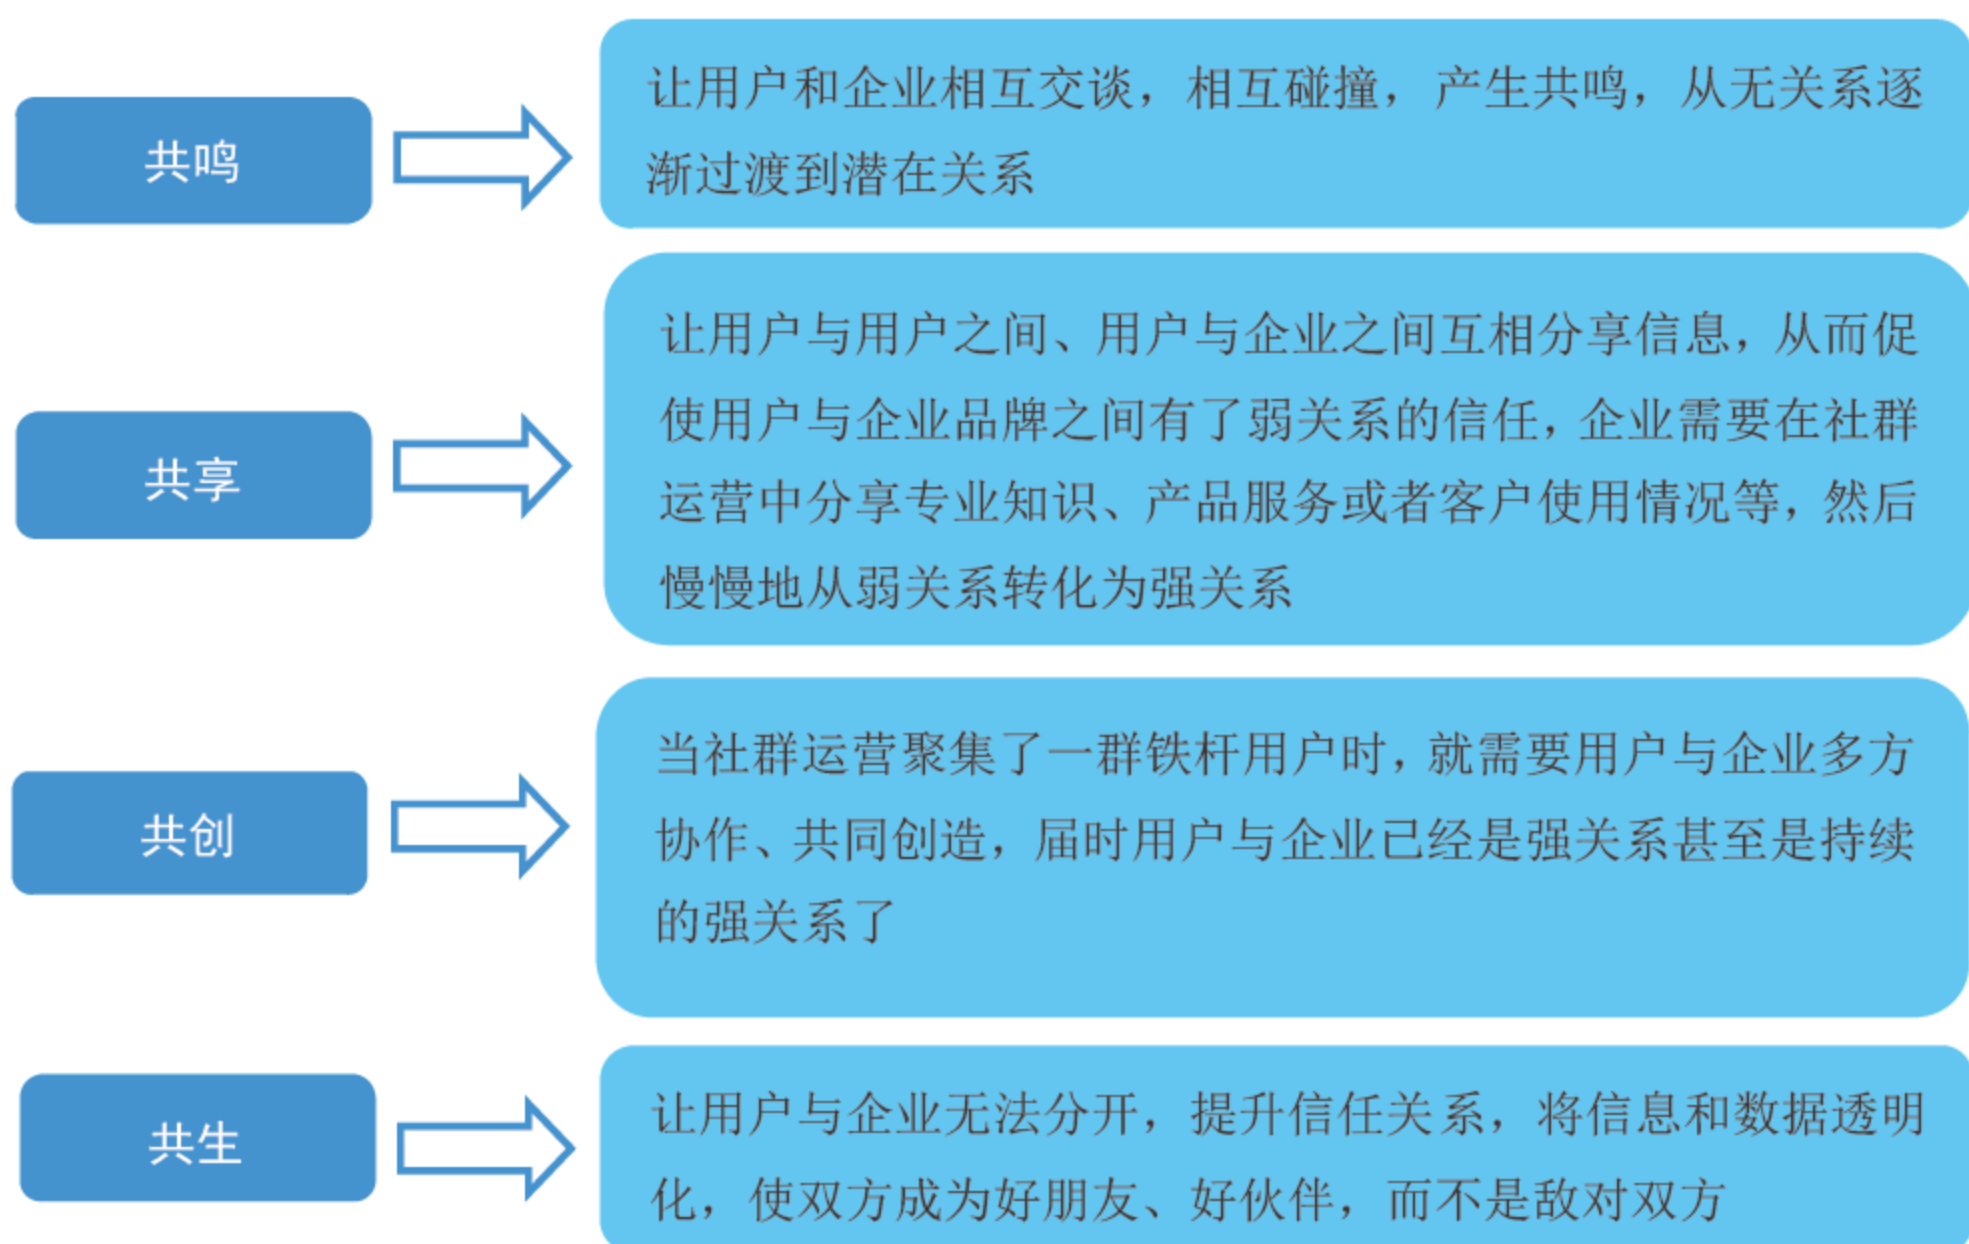 共鸣
让用户和企业相互交谈，相互碰撞，产生共鸣，从无关系逐
渐过渡到潜在关系
共享
让用户与用户之间、用户与企业之间互相分享信息，从而促
使用户与企业品牌之间有了弱关系的信任，企业需要在社群
运营中分享专业知识、产品服务或者客户使用情况等，然后
慢慢地从弱关系转化为强关系
共创
当社群运营聚集了一群铁杆用户时，就需要用户与企业多方
协作、共同创造，届时用户与企业已经是强关系甚至是持续
的强关系了
共生
让用户与企业无法分开，提升信任关系，将信息和数据透明
化，使双方成为好朋友、好伙伴，而不是敌对双方